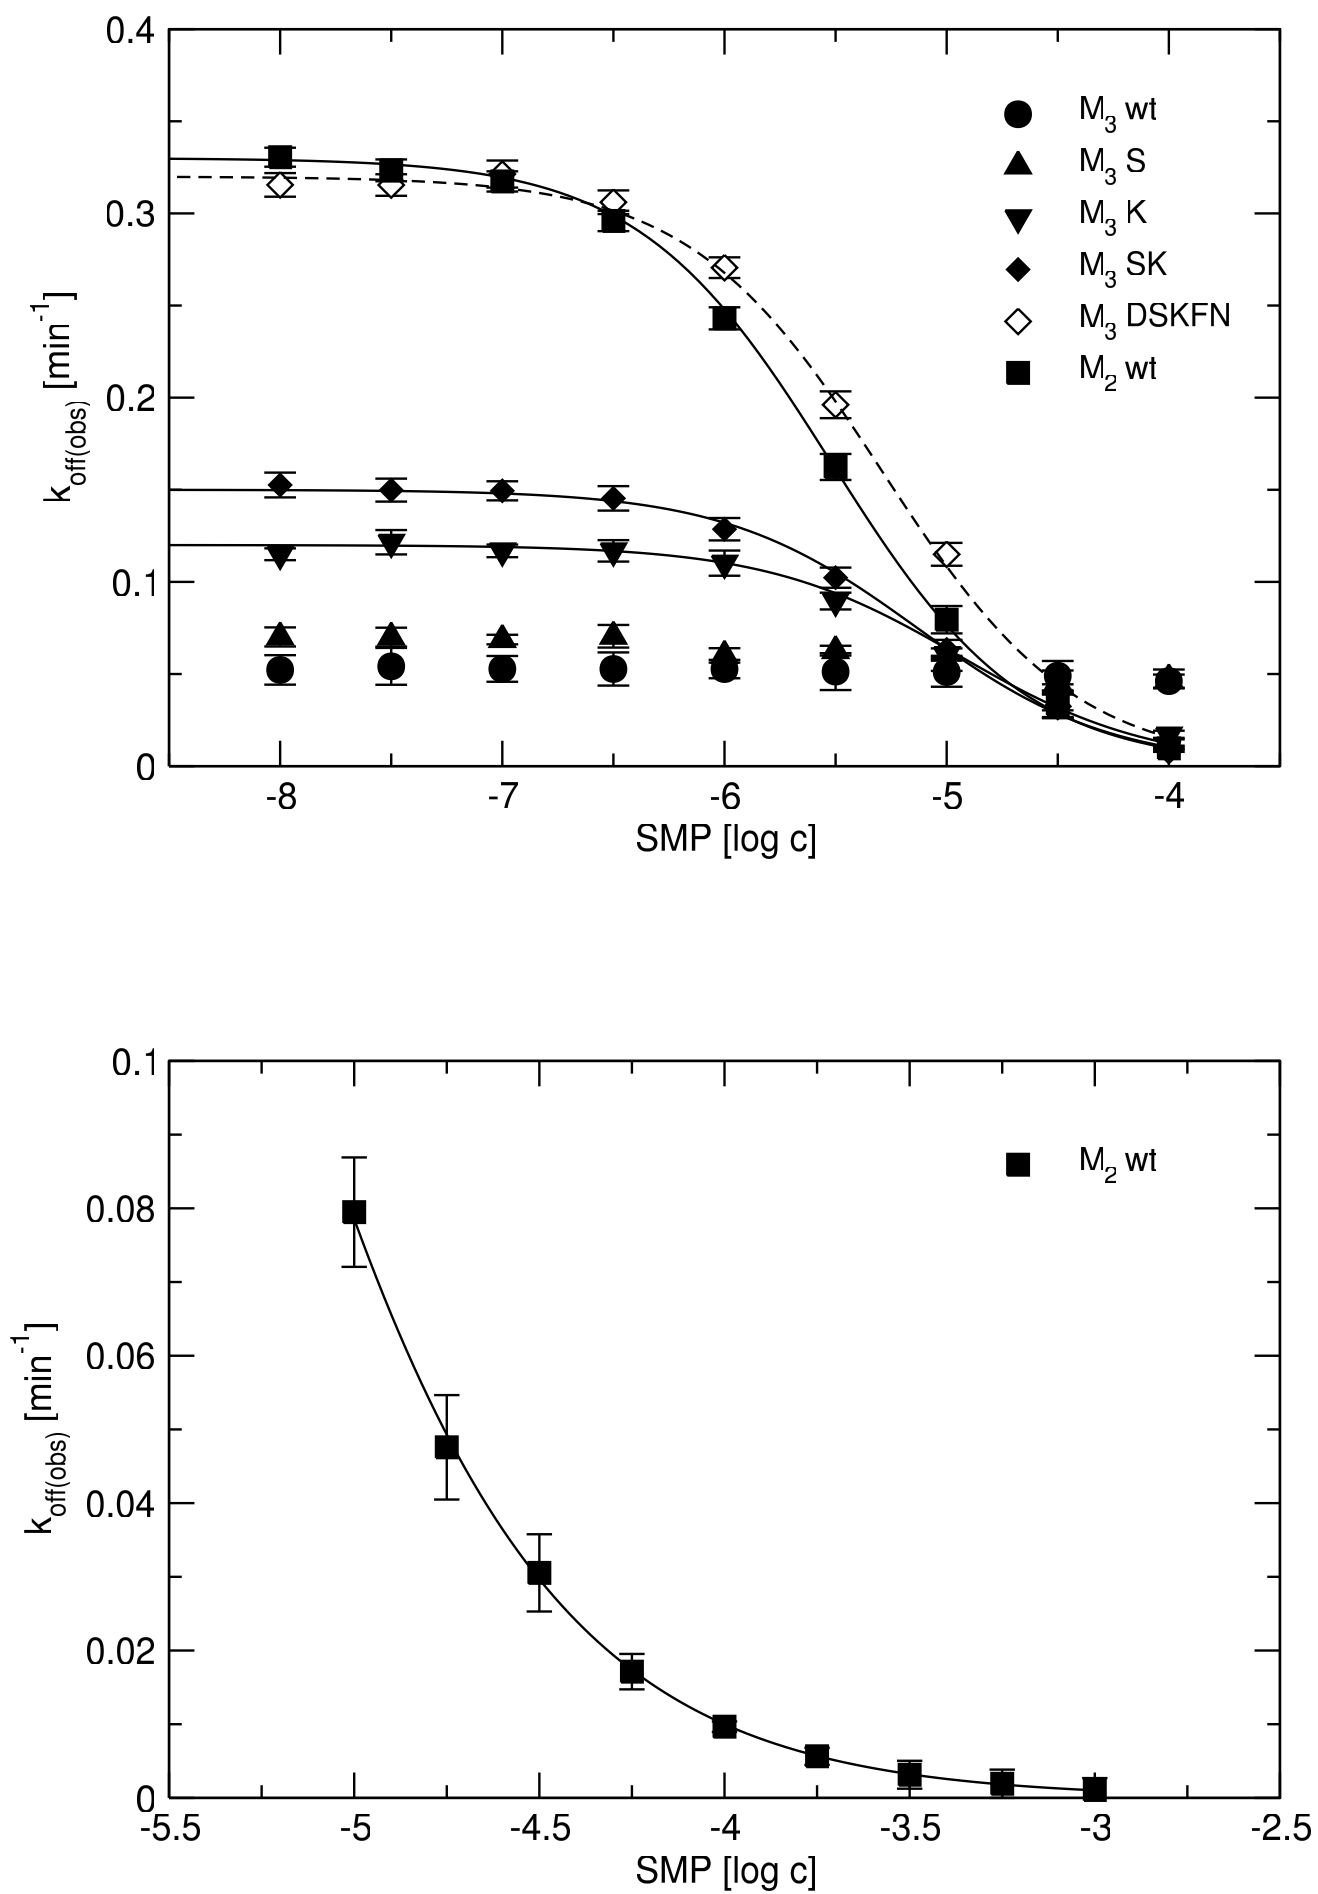 0.4
0.3
0.2
0.1
0
k off(obs) [min -1]
M3 wt
M3 S
M3 K
M3 SK
M3 DSKFN
M2 wt
-8 -7 -6 -5 -4
SMP [log c]
0.1
0.08
0.06
0.04
0.02
0
koff(obs) [min-1]
M2 wt
-5.5 -5 -4.5 -4 -3.5 -3 -2.5
SMP [log c]